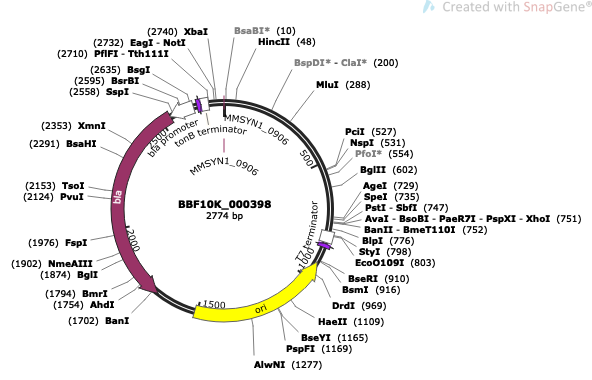 Created with SnapGene®
(2740) XbaI
(2732) EagI - NotI
(2710) PflFI - Tth111I
(2635) BsgI
(2595) BsrBI
(2558) SspI
(2353) XmnI
(2291) BsaHI
(2153) TsoI
(2124) PvuI
(1976) FspI
(1902) NmeAIII
(1874) BglI
(1794) BmrI
(1754) AhdI
(1702) BanI
BsaBI* (10)
HincII (48)
BspDI* - ClaI* (200)
MluI (288)
PciI (527)
NspI (531)
PfoI* (554)
BglII (602)
AgeI (729)
SpeI (735)
PstI - SbfI (747)
AvaI - BsoBI - PaeR7I - PspXI - XhoI (751)
BanII - BmeT110I (752)
BlpI (776)
StyI (798)
EcoO109I (803)
BseRI (910)
BsmI (916)
DrdI (969)
HaeII (1109)
BseYI (1165)
PspFI (1169)
AlwNI (1277)
MMSYN1_0906
tonB terminator
bla promoter
MMSYN1_0906
BBF10K_000398
2774 bp
T7 terminator
bla
ori
500
1000
1500
2000
2500